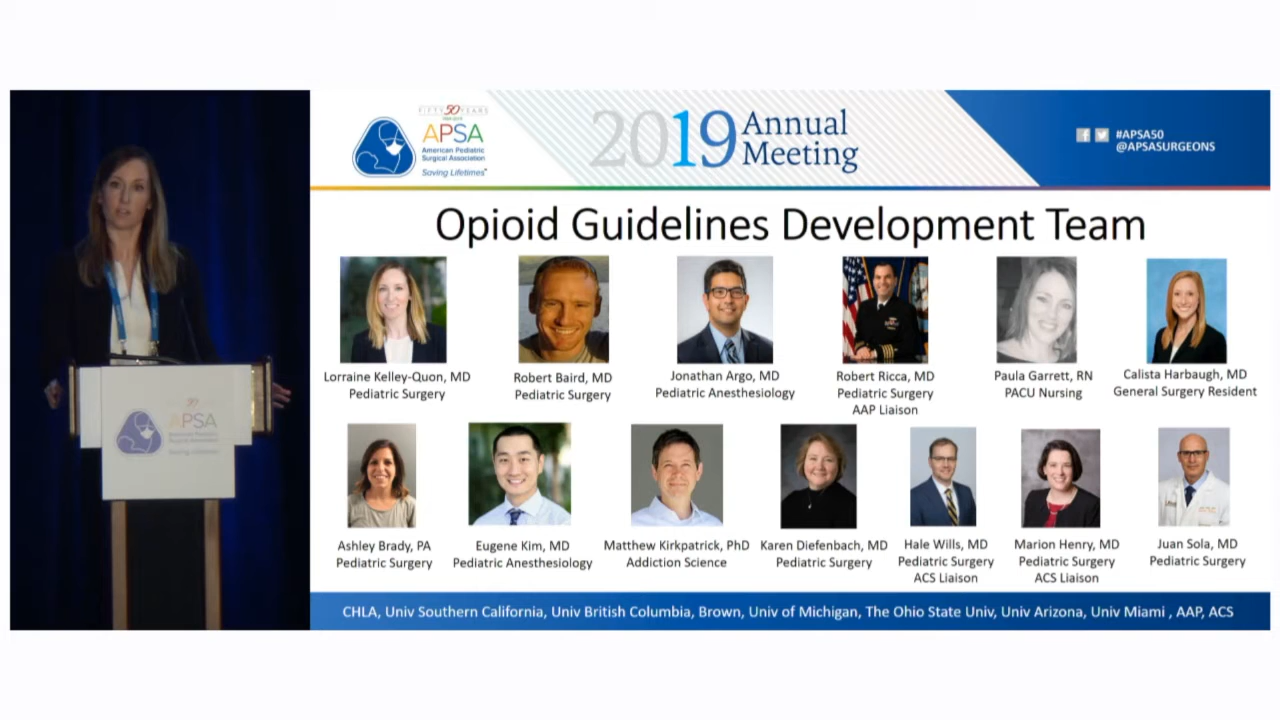 FIFTY 50 YEARS
APSA
American Pediatric
Surgical Association
Saving Lifetimes
2019 Annual
Meeting
#APSA50
@APSASURGEONS
Opioid Guidelines Development Team
Lorraine Kelley-Quon, MD
Pediatric Surgery
Robert Baird, MD
Pediatric Surgery
Jonathan Argo, MD
Pediatric Anesthesiology
Robert Ricca, MD
Pediatric Surgery
AAP Liaison
Paula Garrett, RN
PACU Nursing
Calista Harbaugh, MD
General Surgery Resident
Ashley Brady, PA
Pediatric Surgery
Eugene Kim, MD
Pediatric Anesthesiology
Matthew Kirkpatrick, PhD
Addiction Science
Karen Diefenbach, MD
Pediatric Surgery
Hale Wills, MD
Pediatric Surgery
ACS Liaison
Marion Henry, MD
Pediatric Surgery
ACS Liaison
Juan Sola, MD
Pediatric Surgery
CHLA, Univ Southern California, Univ British Columbia, Brown, Univ of Michigan, The Ohio State Univ, Univ Arizona, Univ Miami , AAP, ACS
APSA
American Pediatric
Surgical Association
Saving Lifetimes